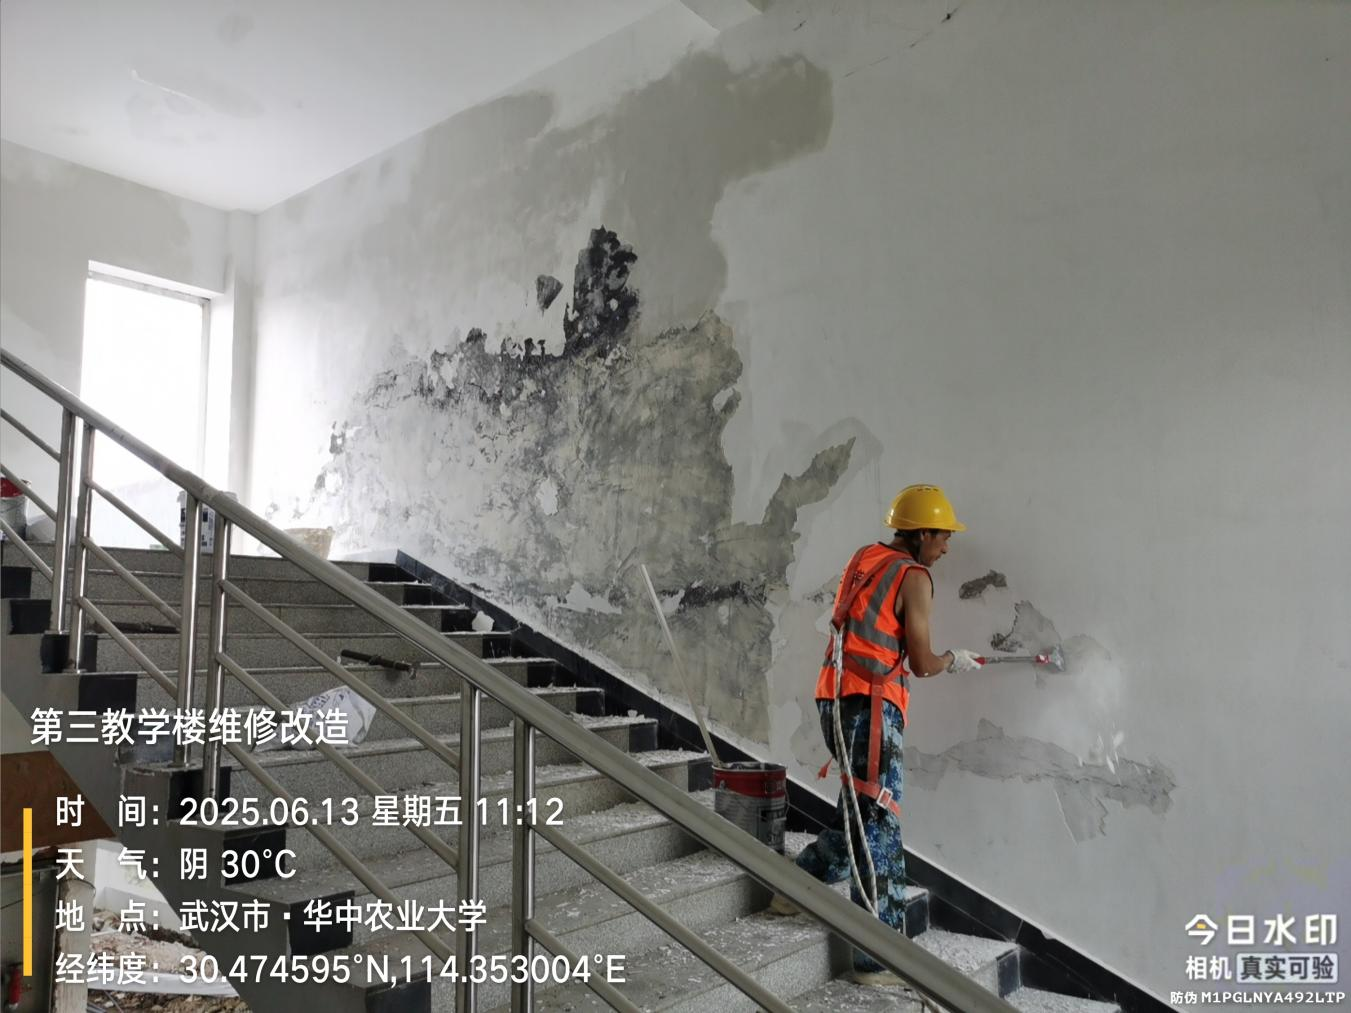 第三教学楼维修改造
时 间：2025.06.13 星期五 11:12
天 气：阴 30°C
地 点：武汉市·华中农业大学
经纬度：30.474595°N,114.353004°E
今日水印
相机 真实可验
防伪 M1PGLNYA492LTP